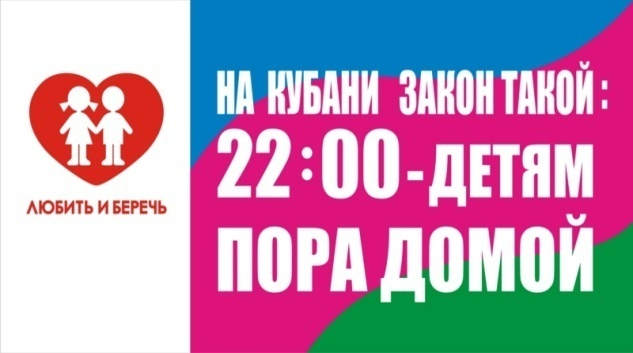 ЛЮБИТЬ И БЕРЕЧЬ
НА КУБАНИ ЗАКОН ТАКОЙ:
22:00-ДЕТЯМ
ПОРА ДОМОЙ